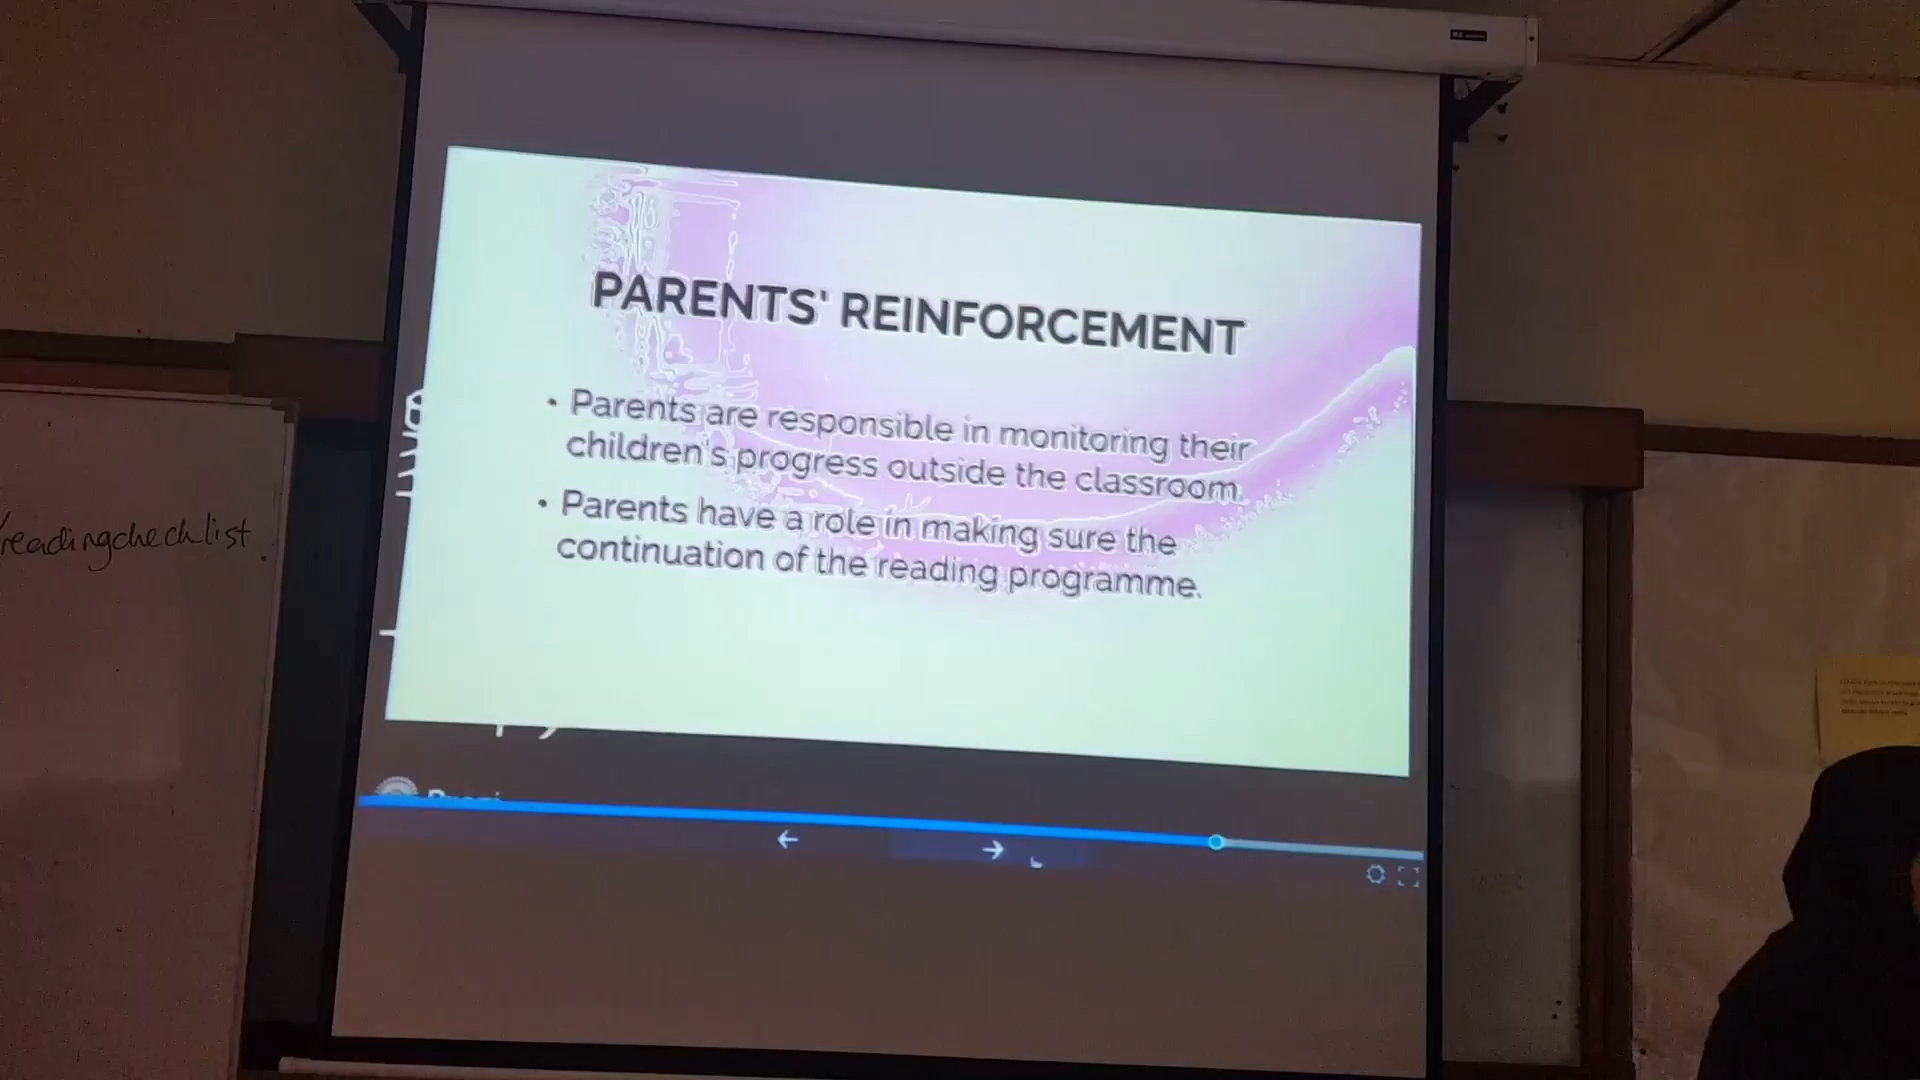 PARENTS' REINFORCEMENT
• Parents are responsible in monitoring their
children's progress outside the classroom.
• Parents have a role in making sure the
continuation of the reading programme.
/readingchecklist
Prezi